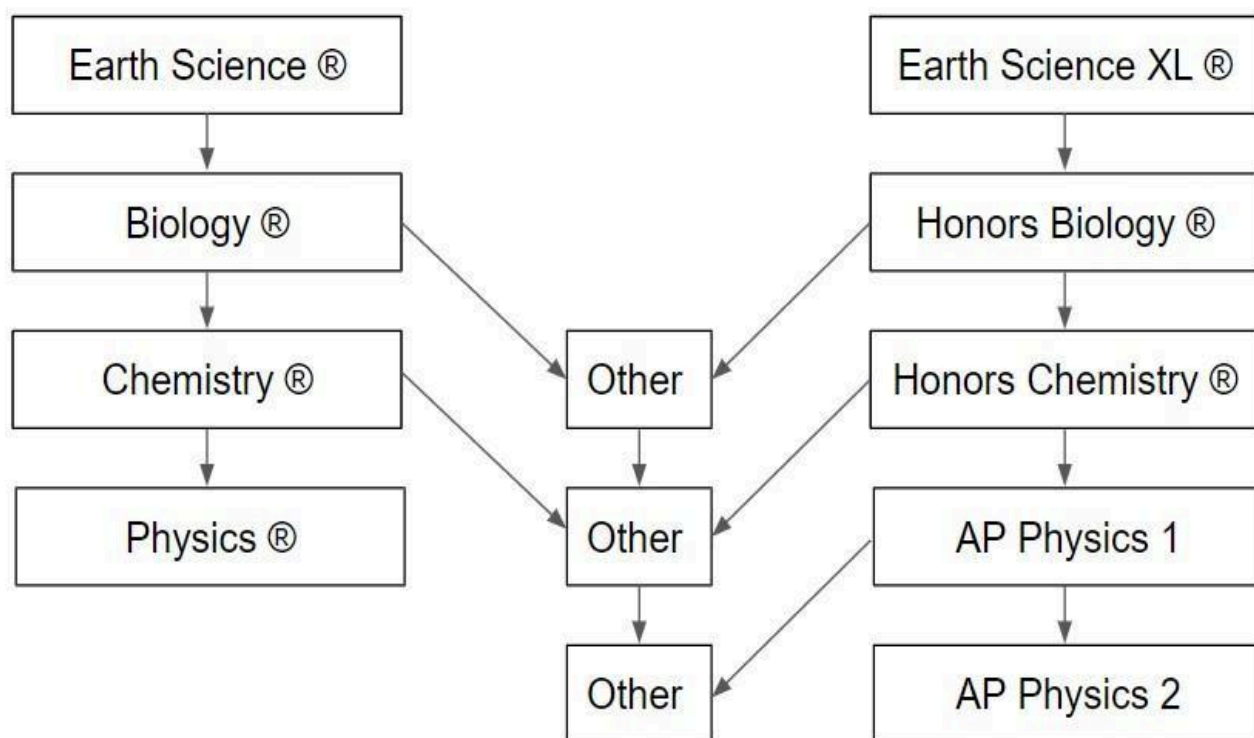 Earth Science ®
Earth Science XL ®
Biology ®
Honors Biology ®
Chemistry ®
Other
Honors Chemistry ®
Physics ®
Other
AP Physics 1
Other
AP Physics 2